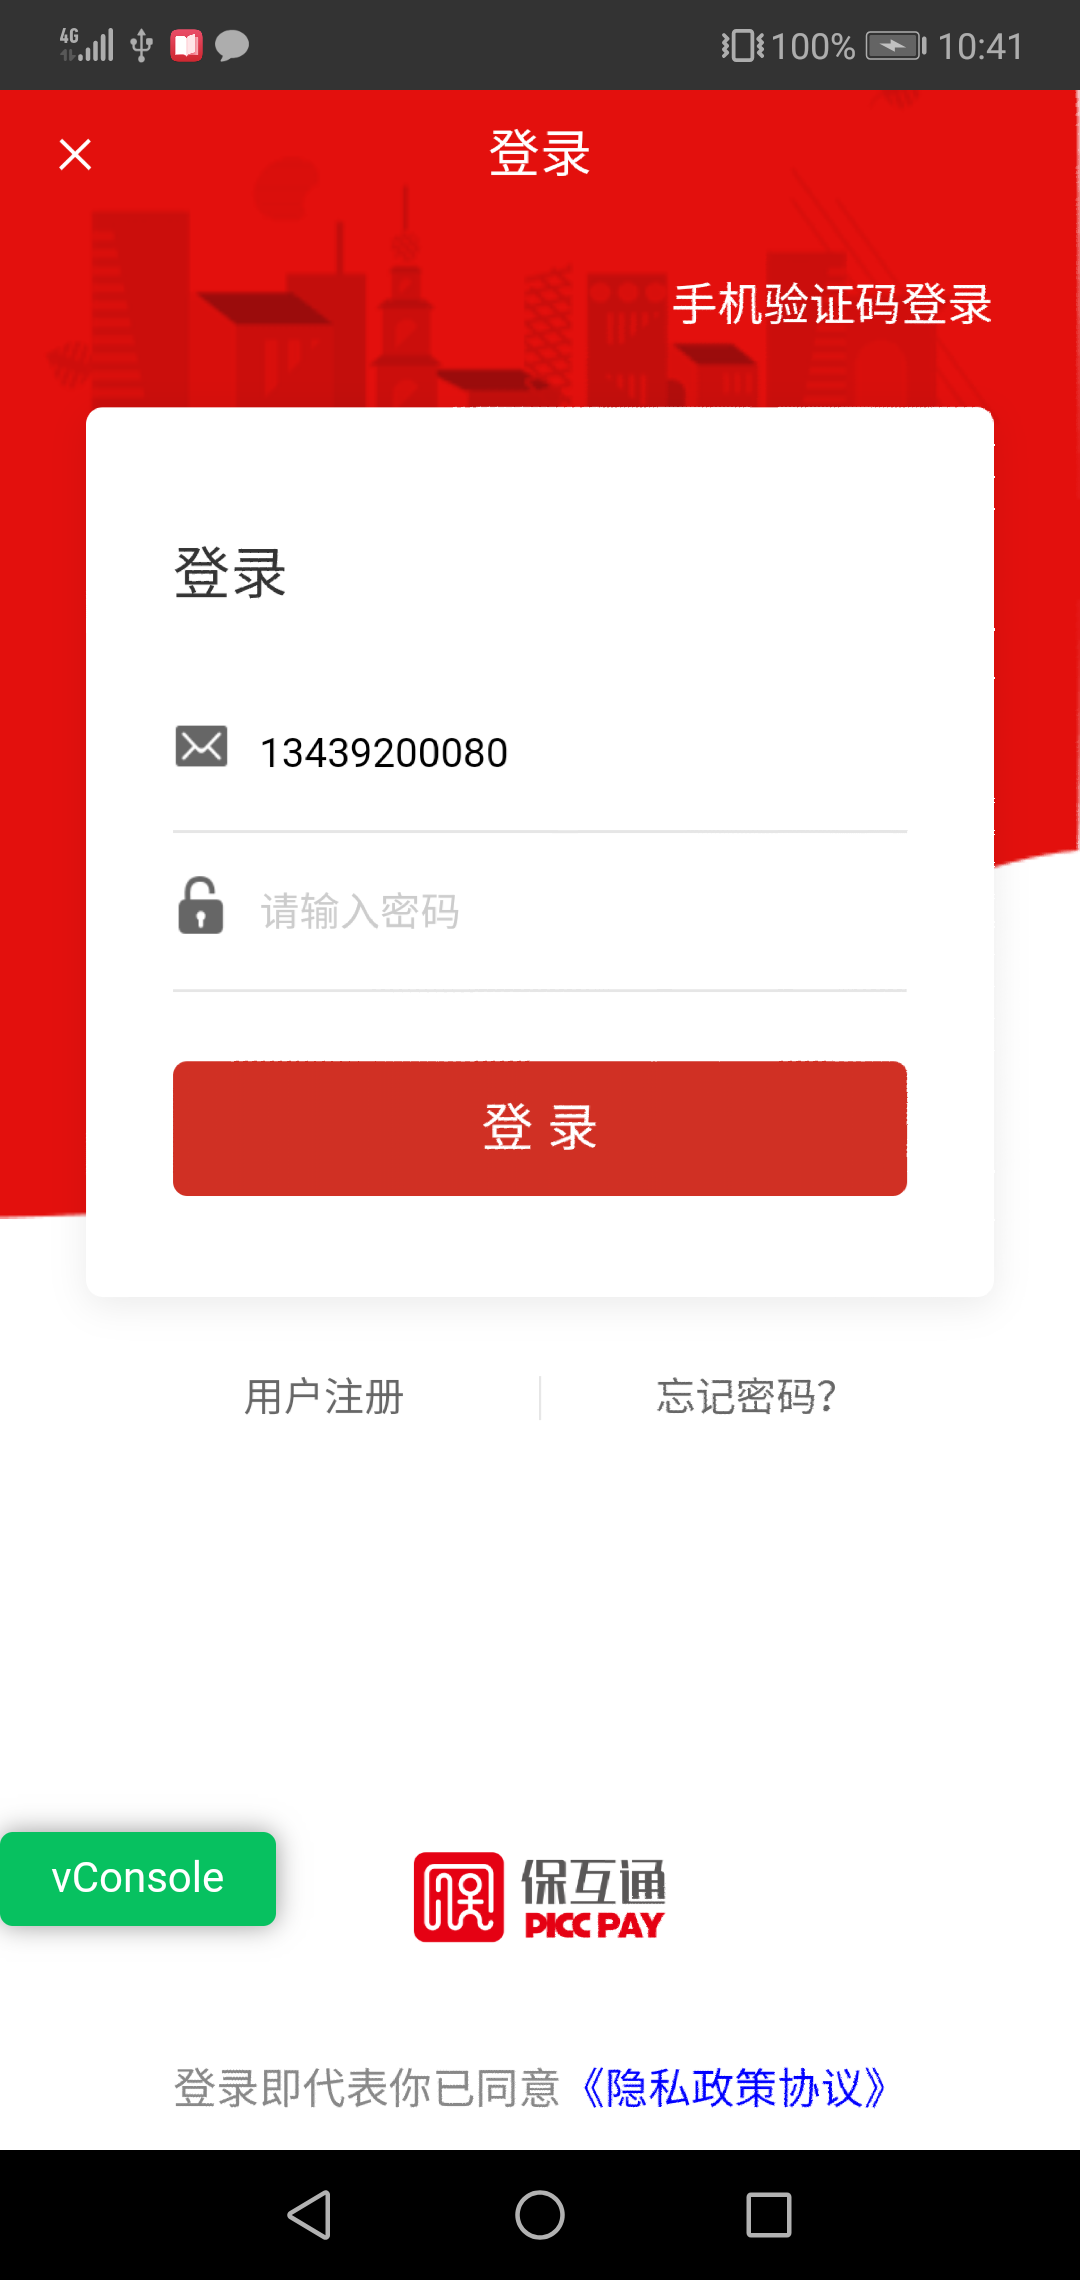 4G 100% 10:41
登录
手机验证码登录
登录
13439200080
请输入密码
登 录
用户注册 忘记密码?
vConsole
保互通
PICC PAY
登录即代表你已同意《隐私政策协议》